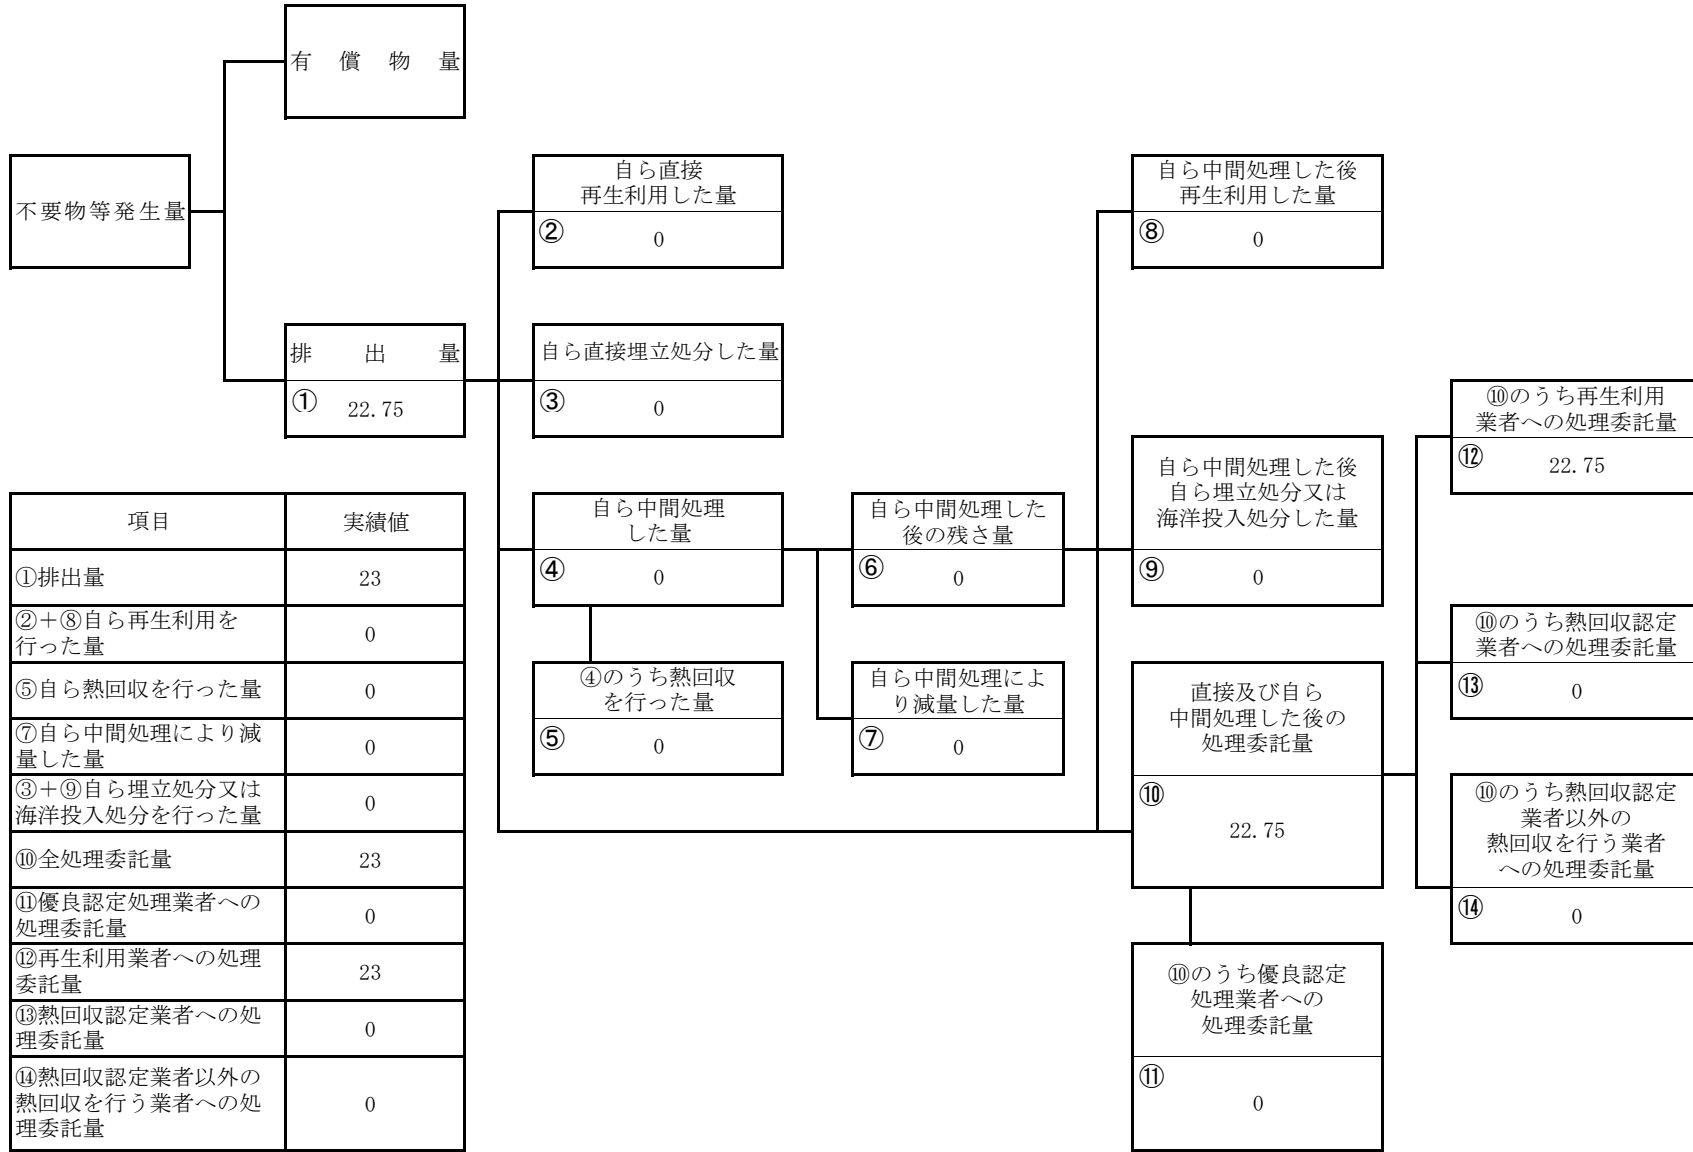 有償物量
不要物等発生量
排出量
① 22.75
自ら直接
再生利用した量
② 0
自ら直接埋立処分した量
③ 0
自ら中間処理
した量
④ 0
④のうち熱回収
を行った量
⑤ 0
自ら中間処理した
後の残さ量
⑥ 0
自ら中間処理によ
り減量した量
⑦ 0
自ら中間処理した後
再生利用した量
⑧ 0
自ら中間処理した後
自ら埋立処分又は
海洋投入処分した量
⑨ 0
直接及び自ら
中間処理した後の
処理委託量
⑩
22.75
⑩のうち優良認定
処理業者への
処理委託量
⑪
0
⑩のうち再生利用
業者への処理委託量
⑫ 22.75
⑩のうち熱回収認定
業者への処理委託量
⑬ 0
⑩のうち熱回収認定
業者以外の
熱回収を行う業者
への処理委託量
⑭ 0
項目 実績値
①排出量 23
②+⑧自ら再生利用を
行った量 0
⑤自ら熱回収を行った量 0
⑦自ら中間処理により減
量した量 0
③+⑨自ら埋立処分又は
海洋投入処分を行った量 0
⑩全処理委託量 23
⑪優良認定処理業者への
処理委託量 0
⑫再生利用業者への処理
委託量 23
⑬熱回収認定業者への処
理委託量 0
⑭熱回収認定業者以外の
熱回収を行う業者への処
理委託量 0